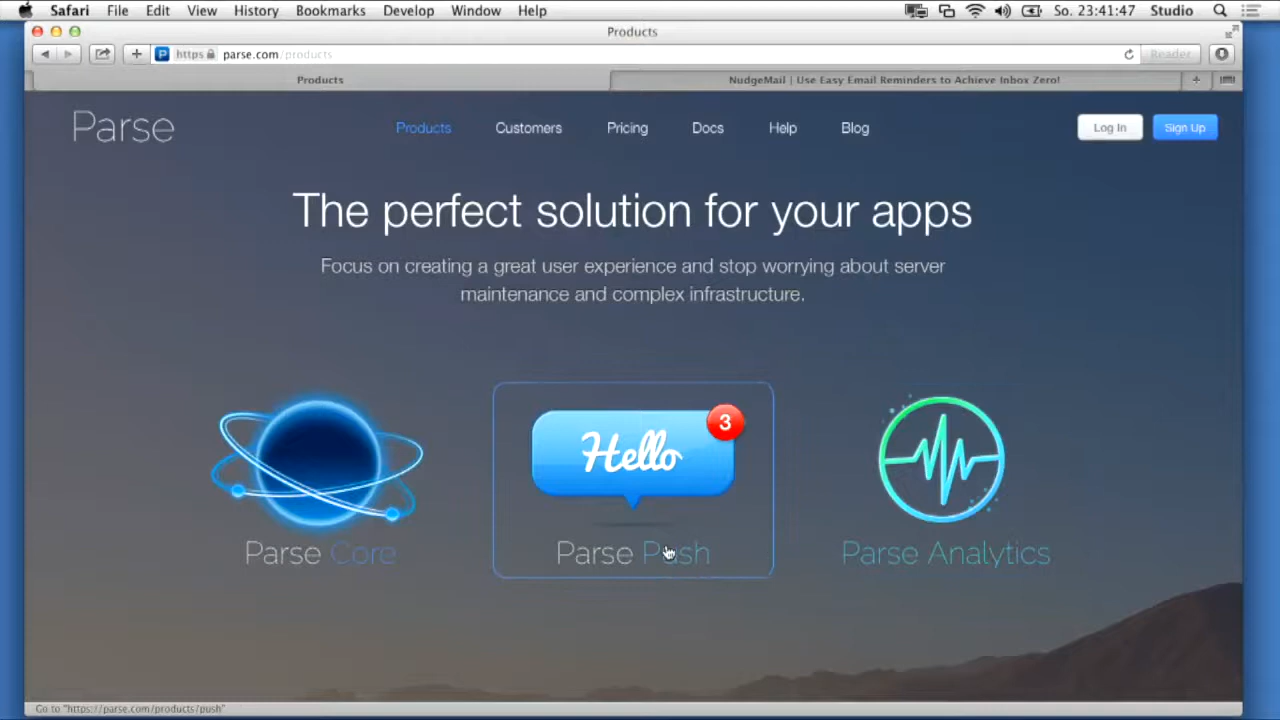 Safari File Edit View History Bookmarks Develop Window Help So. 23:41:47 Studio
Products
https parse.com/products Reader
Products NudgeMail | Use Easy Email Reminders to Achieve Inbox Zero!
Parse Products Customers Pricing Docs Help Blog Log In Sign Up
The perfect solution for your apps
Focus on creating a great user experience and stop worrying about server
maintenance and complex infrastructure.
3
Hello
Parse Core Parse Push Parse Analytics
Go to "https://parse.com/products/push"